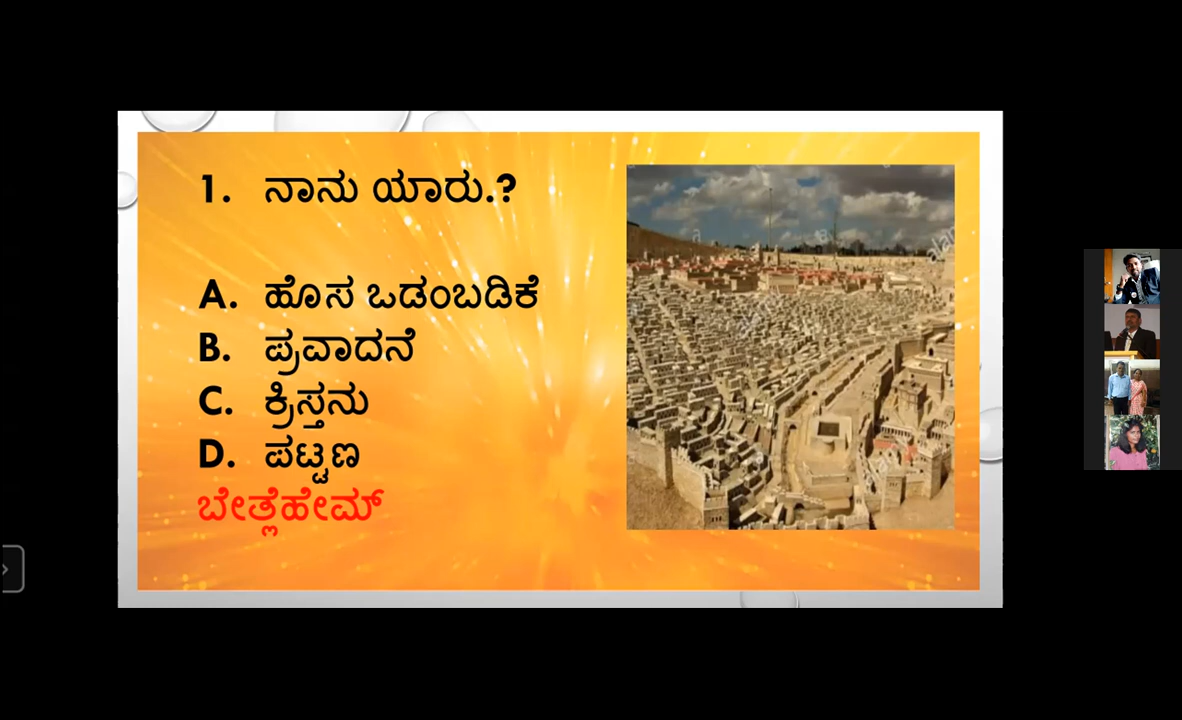 1. ನಾನು ಯಾರು.?
A. ಹೊಸ ಒಡಂಬಡಿಕೆ
B. ಪ್ರವಾದನೆ
C. ಕ್ರಿಸ್ತನು
D. ಪಟ್ಟಣ
ಬೇತ್ಲೆಹೇಮ್